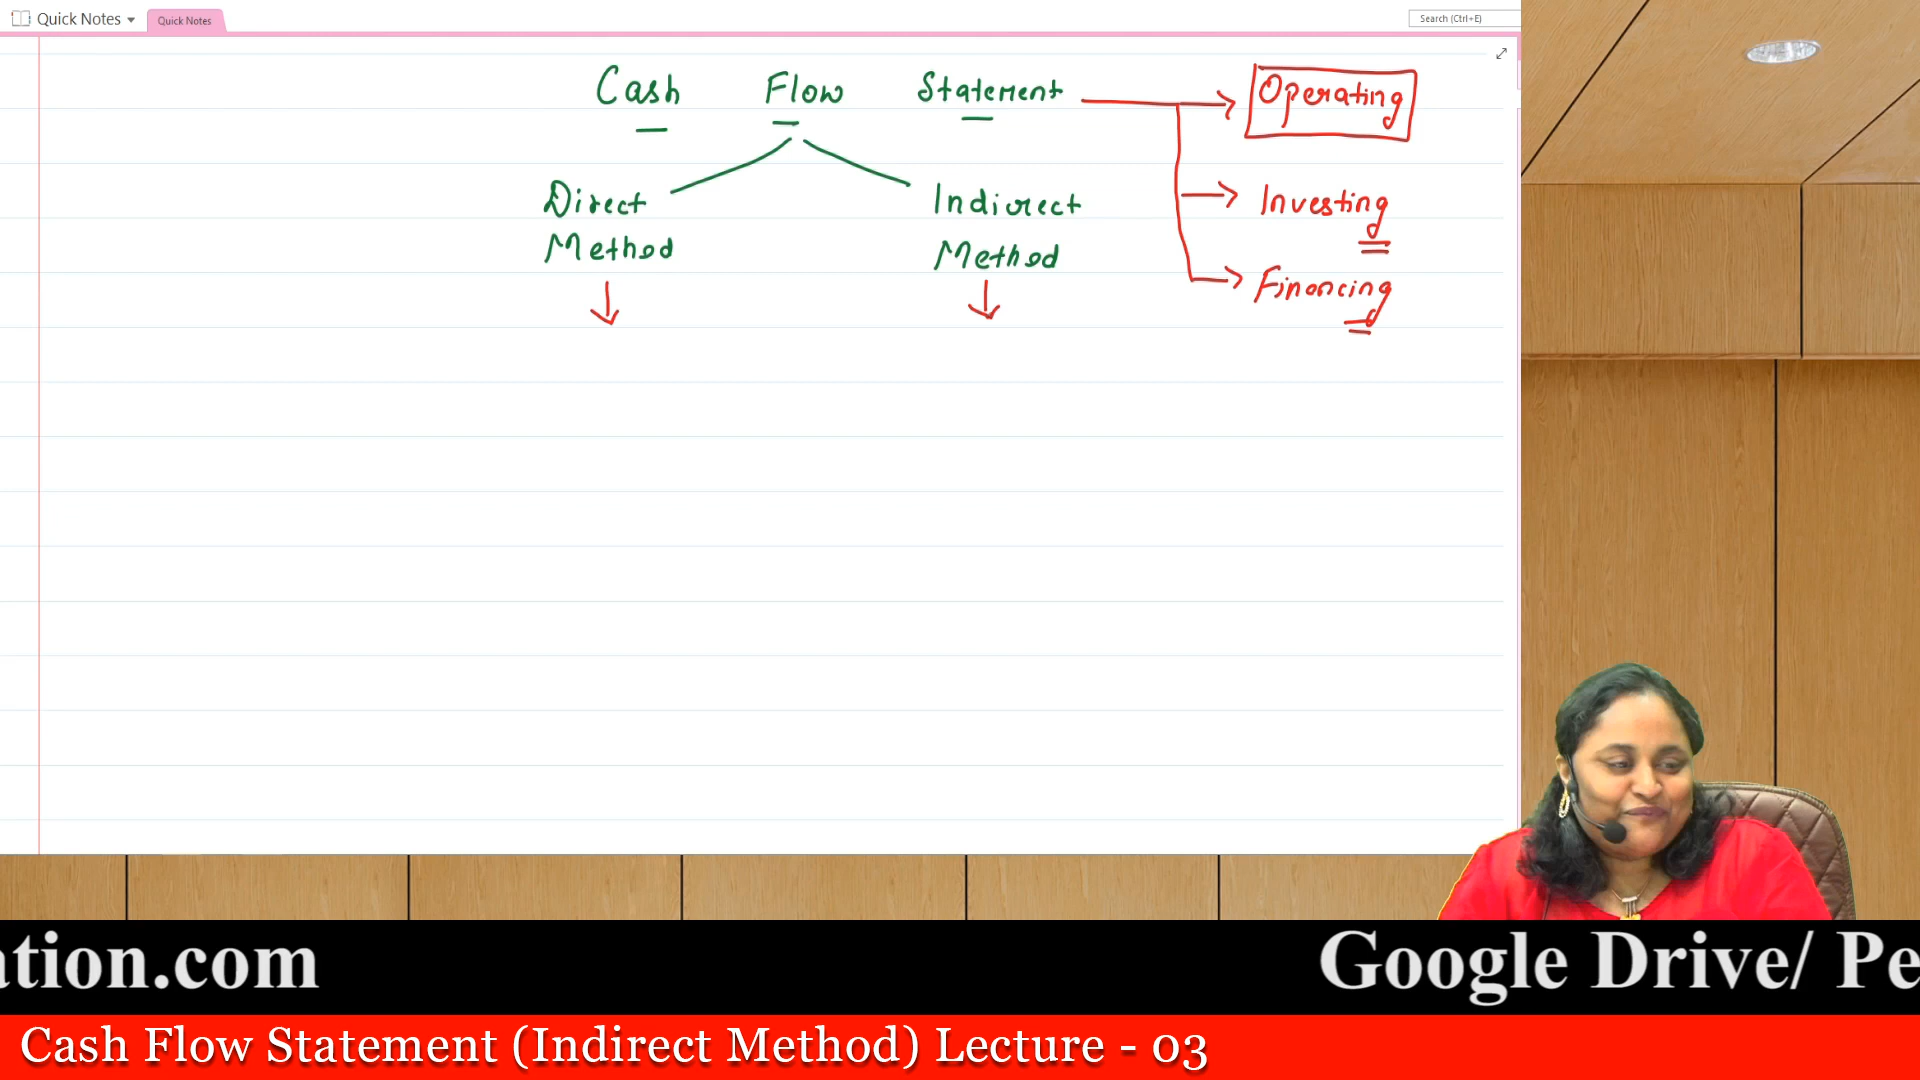 Quick Notes
Quick Notes
Search (Ctrl+E)
Cash Flow Statement
Operating
Investing
Financing
Direct
Method
Indirect
Method
ation.com
Google Drive/ Pe
Cash Flow Statement (Indirect Method) Lecture - 03